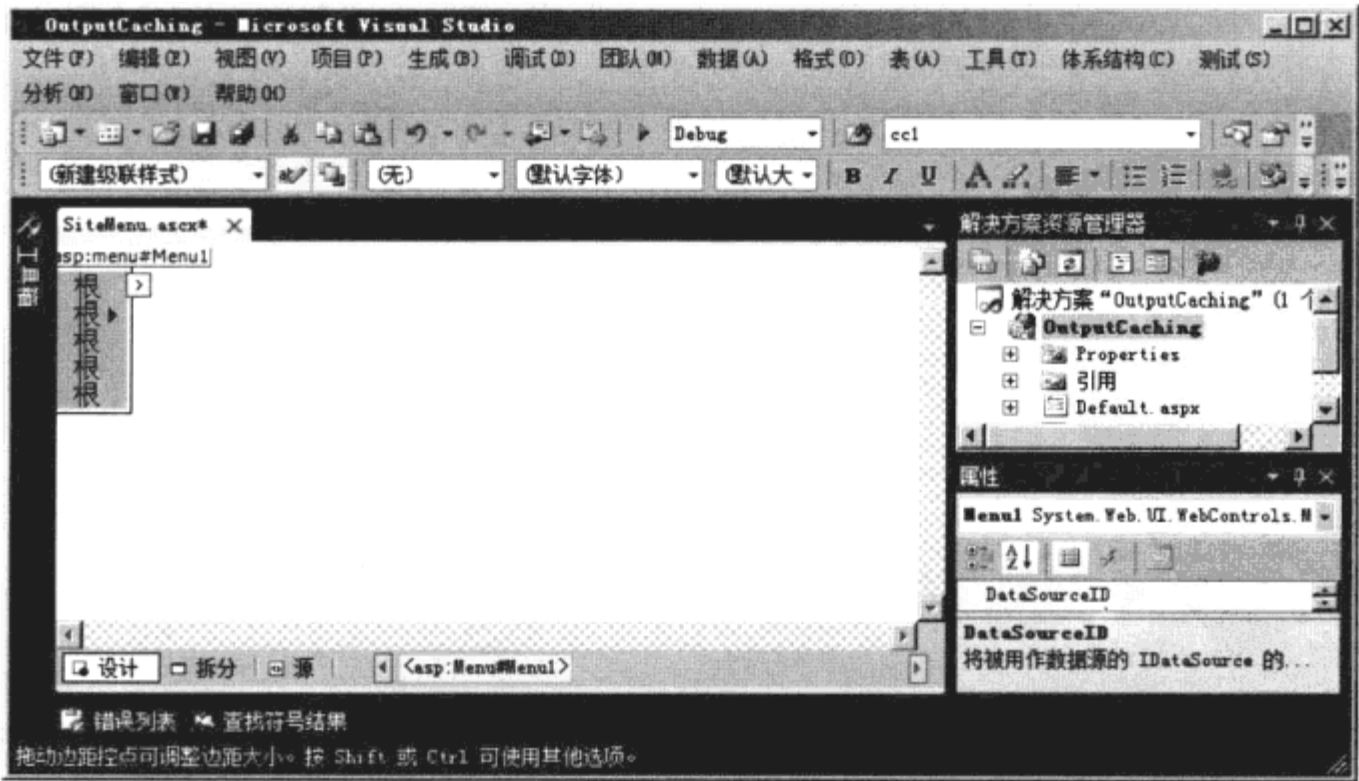 OutputCaching - Microsoft Visual Studio
文件(F) 编辑(E) 视图(V) 项目(P) 生成(B) 调试(D) 团队(M) 数据(A) 格式(O) 表(A) 工具(T) 体系结构(C) 测试(S)
分析(N) 窗口(W) 帮助(H)
Debug cc1
(新建级联样式) ab (无) (默认字体) (默认大 B I U A
SiteMenu.ascx*
工具箱
asp:menu#Menu1
根
根
根
根
根
解决方案资源管理器
解决方案“OutputCaching”(1 个
OutputCaching
Properties
引用
Default.aspx
属性
Menu1 System.Web.UI.WebControls.M
DataSourceID
DataSourceID
将被用作数据源的 IDataSource 的...
设计 拆分 源 <asp:Menu#Menu1>
错误列表 查找符号结果
拖动边距控点可调整边距大小。按 Shift 或 Ctrl 可使用其他选项。